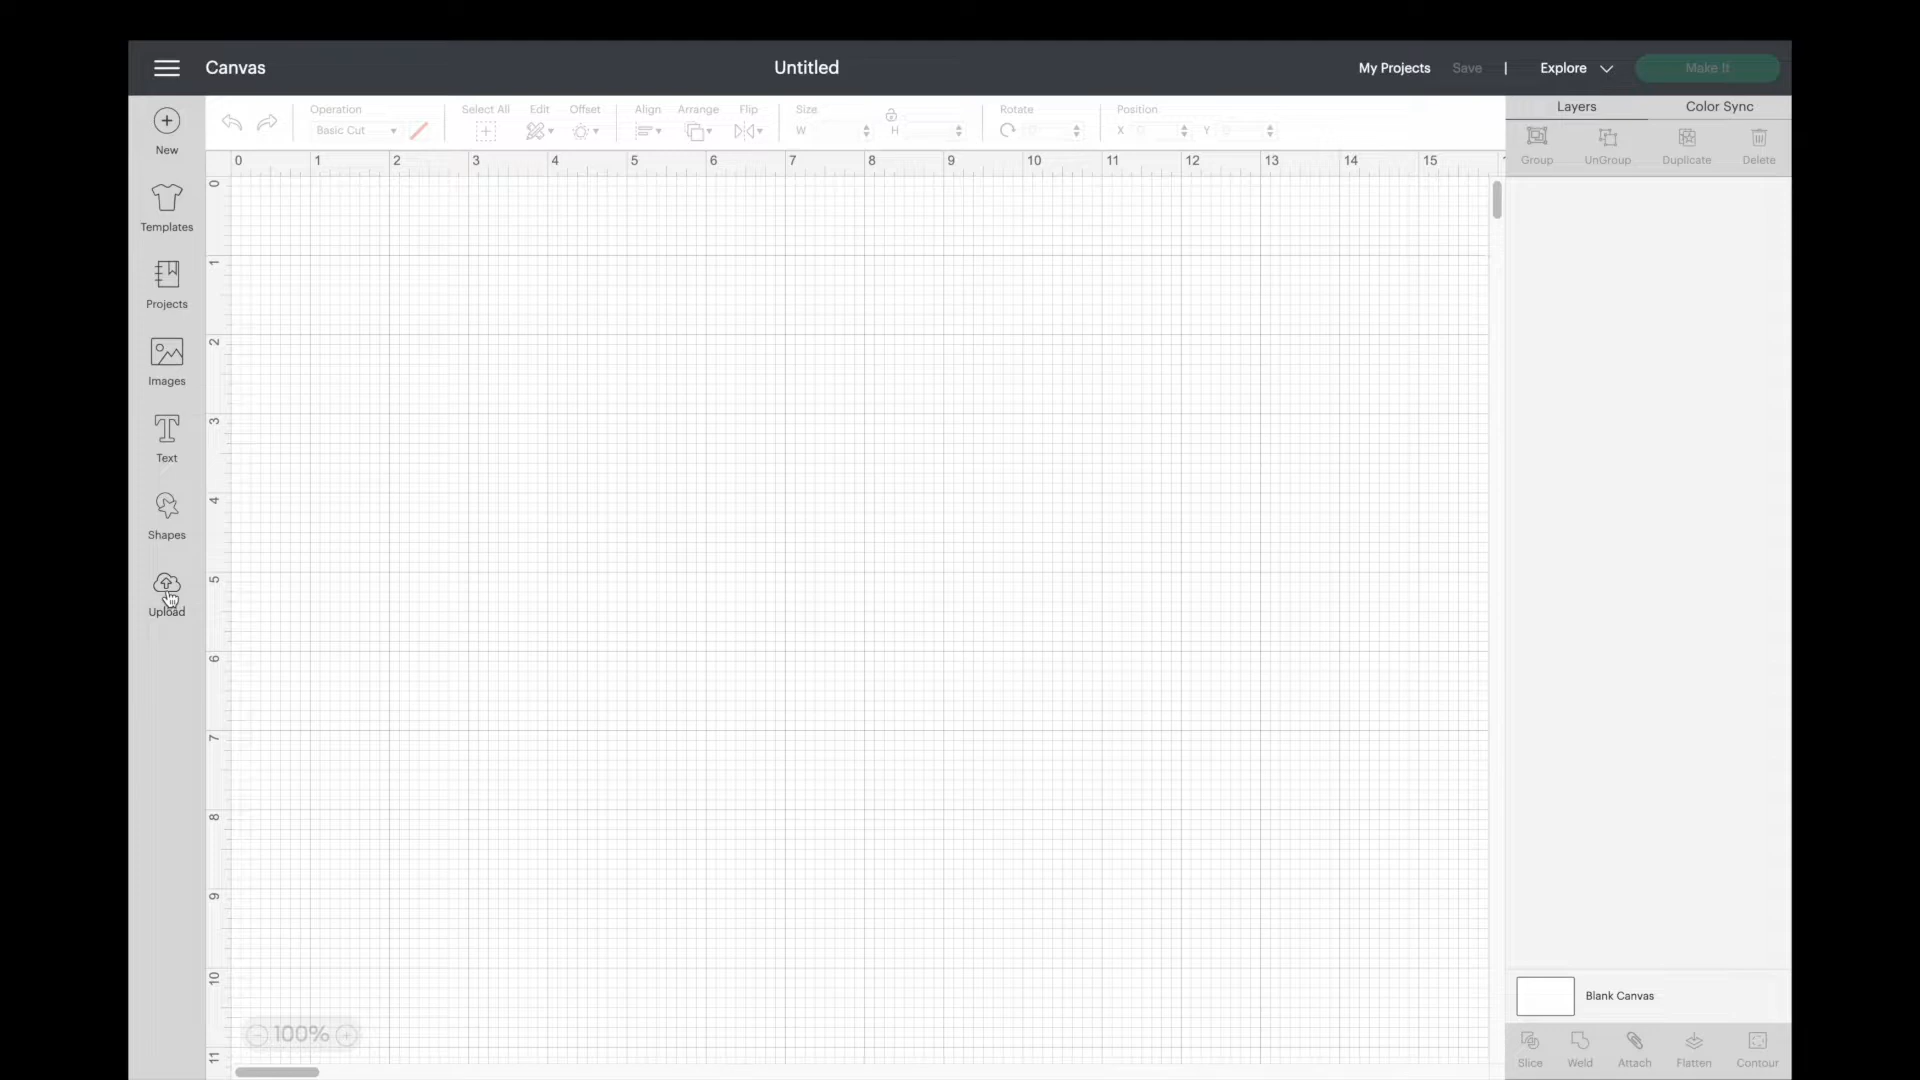 Canvas
Untitled
My Projects Save | Explore Make It
New
Templates
Projects
Images
Text
Shapes
Upload
Operation
Basic Cut
Select All Edit Offset
Align Arrange Flip
Size
W H
Rotate
0
Position
X 0 Y 0
0 1 2 3 4 5 6 7 8 9 10 11 12 13 14 15
0
1
2
3
4
5
6
7
8
9
10
11
100%
Layers Color Sync
Group UnGroup Duplicate Delete
Blank Canvas
Slice Weld Attach Flatten Contour